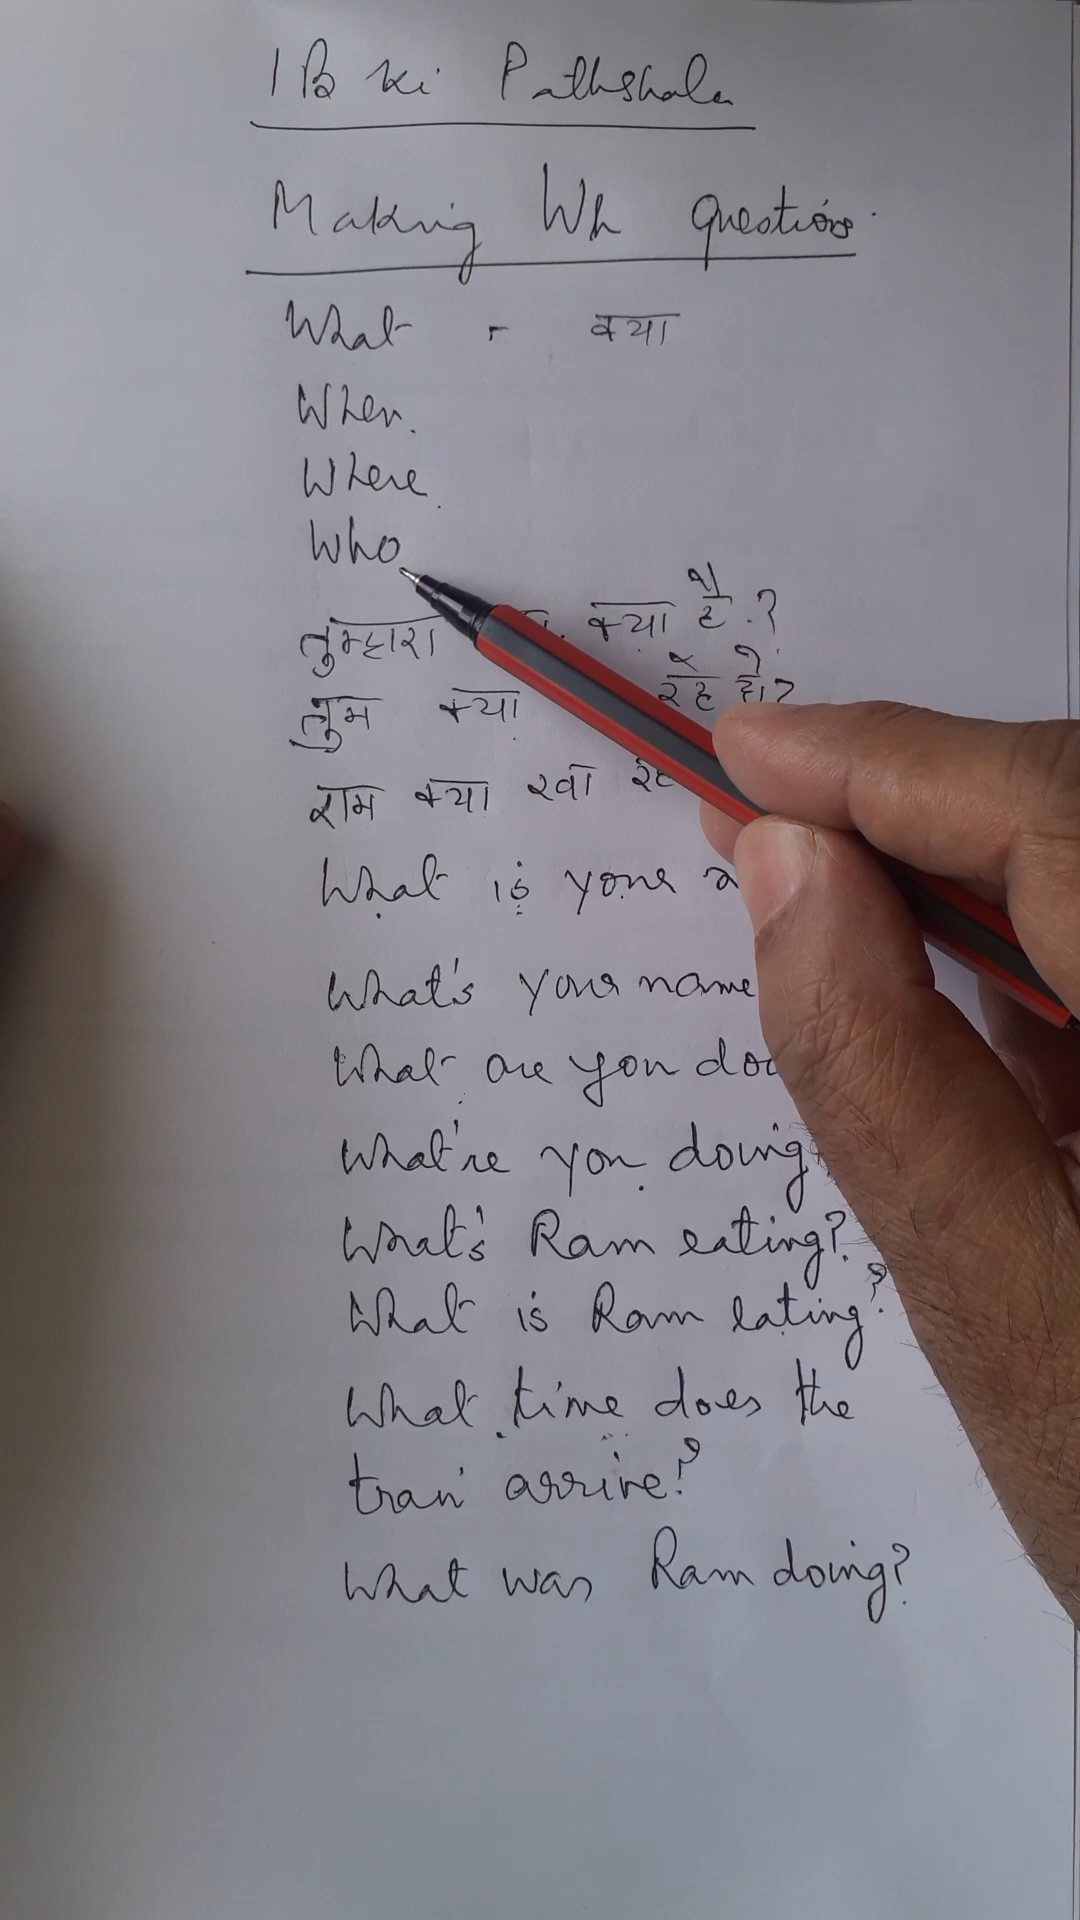 IB ki Pathshala
Making Wh Questions
What - क्या
When.
Where.
Who
तुम्हारा क्या है ?
तुम क्या रहे हो?
राम क्या खा
What is your
What's your name
What are you
What're you doing
What's Ram eating?
What is Ram eating?
What time does the
tran arrive?
What was Ram doing?